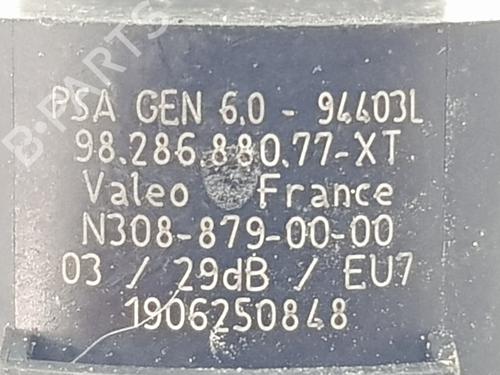 PSA GEN 6.0 - 94403L
98.286.880.77-XT
Valeo France
N308-879-00-00
03 / 29dB / EU7
1906250848
B-PARTS